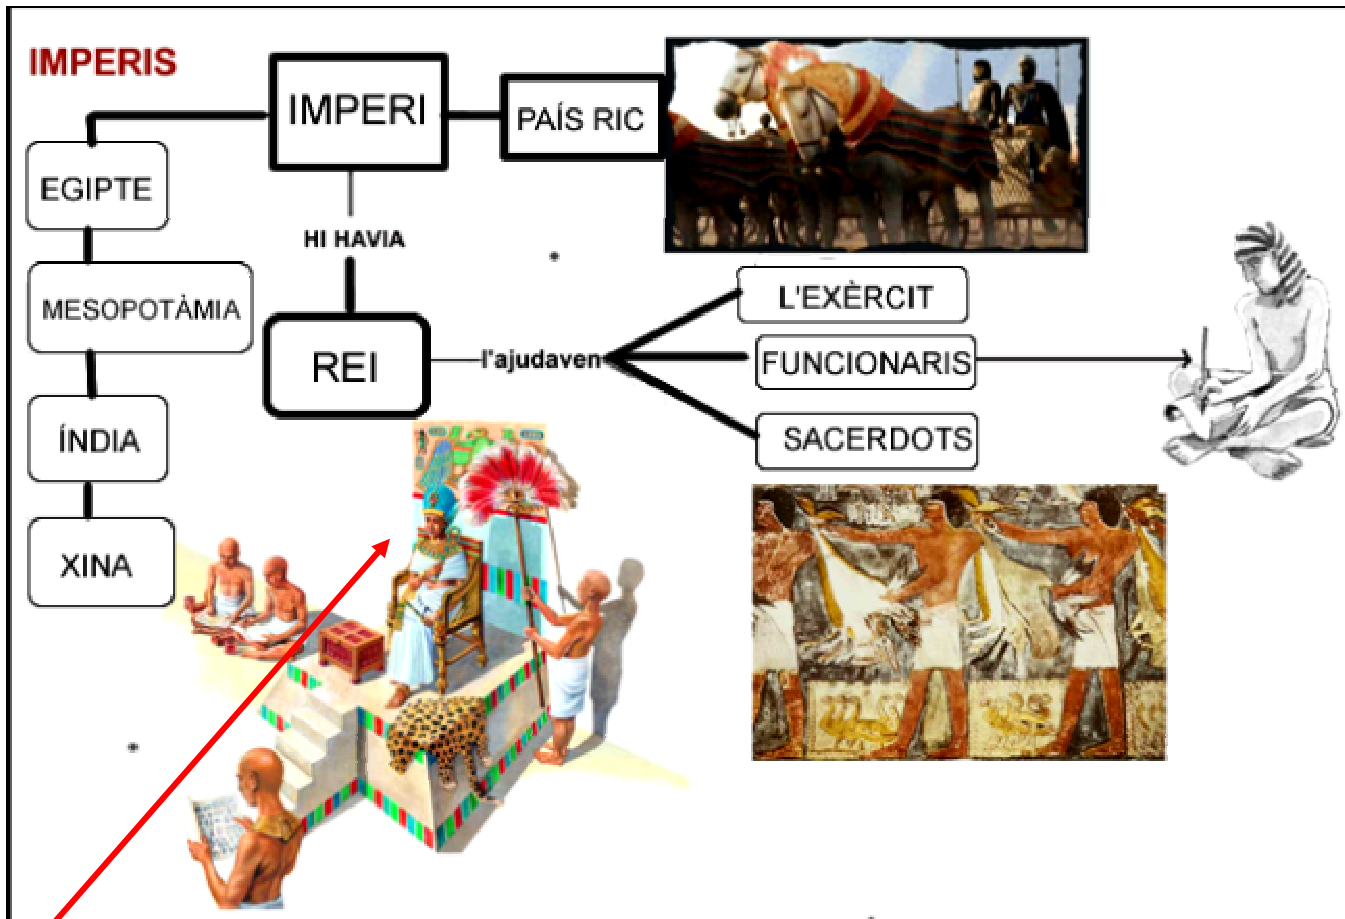 IMPERIS
IMPERI
PAÍS RIC
EGIPTE
HI HAVIA
MESOPOTÀMIA
L'EXÈRCIT
REI
l'ajudaven
FUNCIONARIS
ÍNDIA
SACERDOTS
XINA